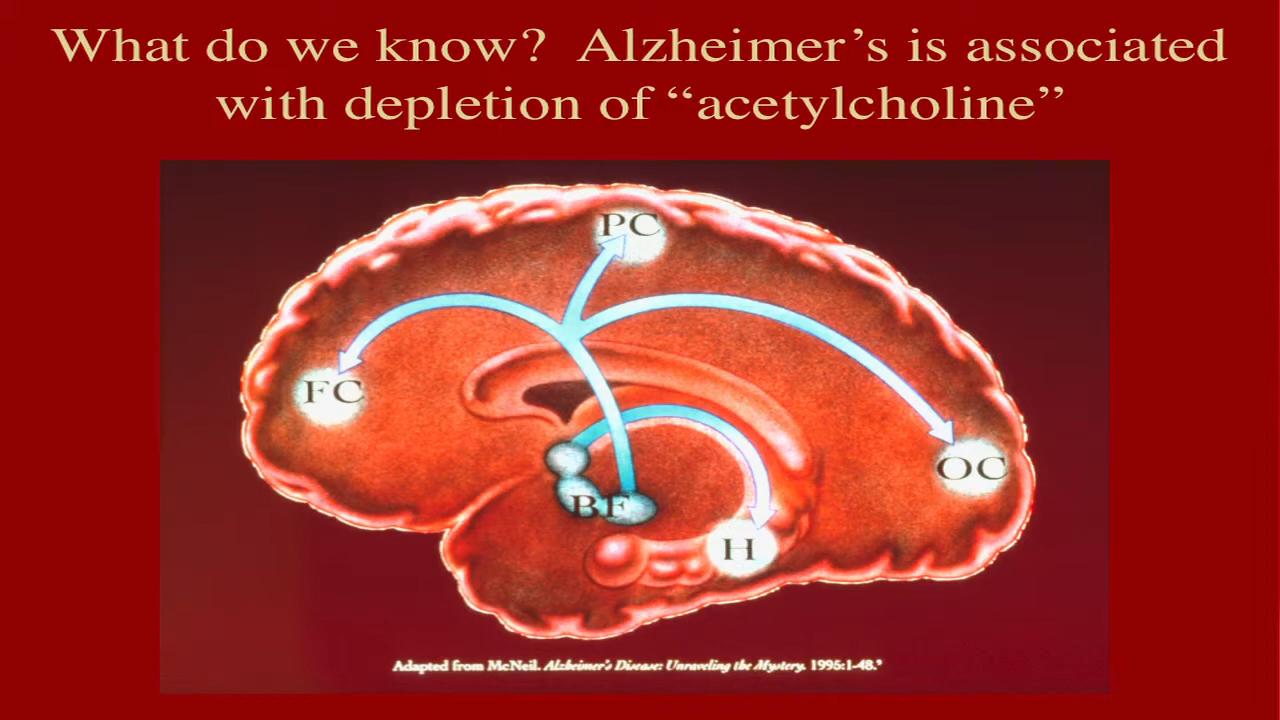 What do we know?  Alzheimer’s is associated
with depletion of “acetylcholine”
PC
FC
OC
BF
H
Adapted from McNeil. Alzheimer's Disease: Unraveling the Mystery. 1995:1-48.⁹